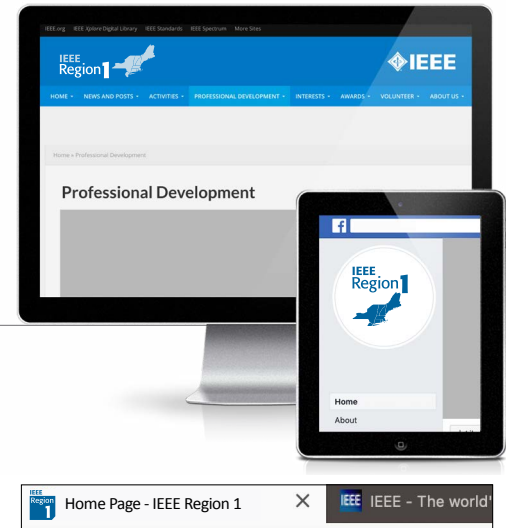 IEEE.org IEEE Xplore Digital Library IEEE Standards IEEE Spectrum More Sites
IEEE
Region 1
IEEE
HOME NEWS AND POSTS ACTIVITIES PROFESSIONAL DEVELOPMENT INTERESTS AWARDS VOLUNTEER ABOUT US
Home » Professional Development
Professional Development
f
IEEE
Region 1
Home
About
IEEE
Region
1
Home Page - IEEE Region 1 × IEEE IEEE - The world'